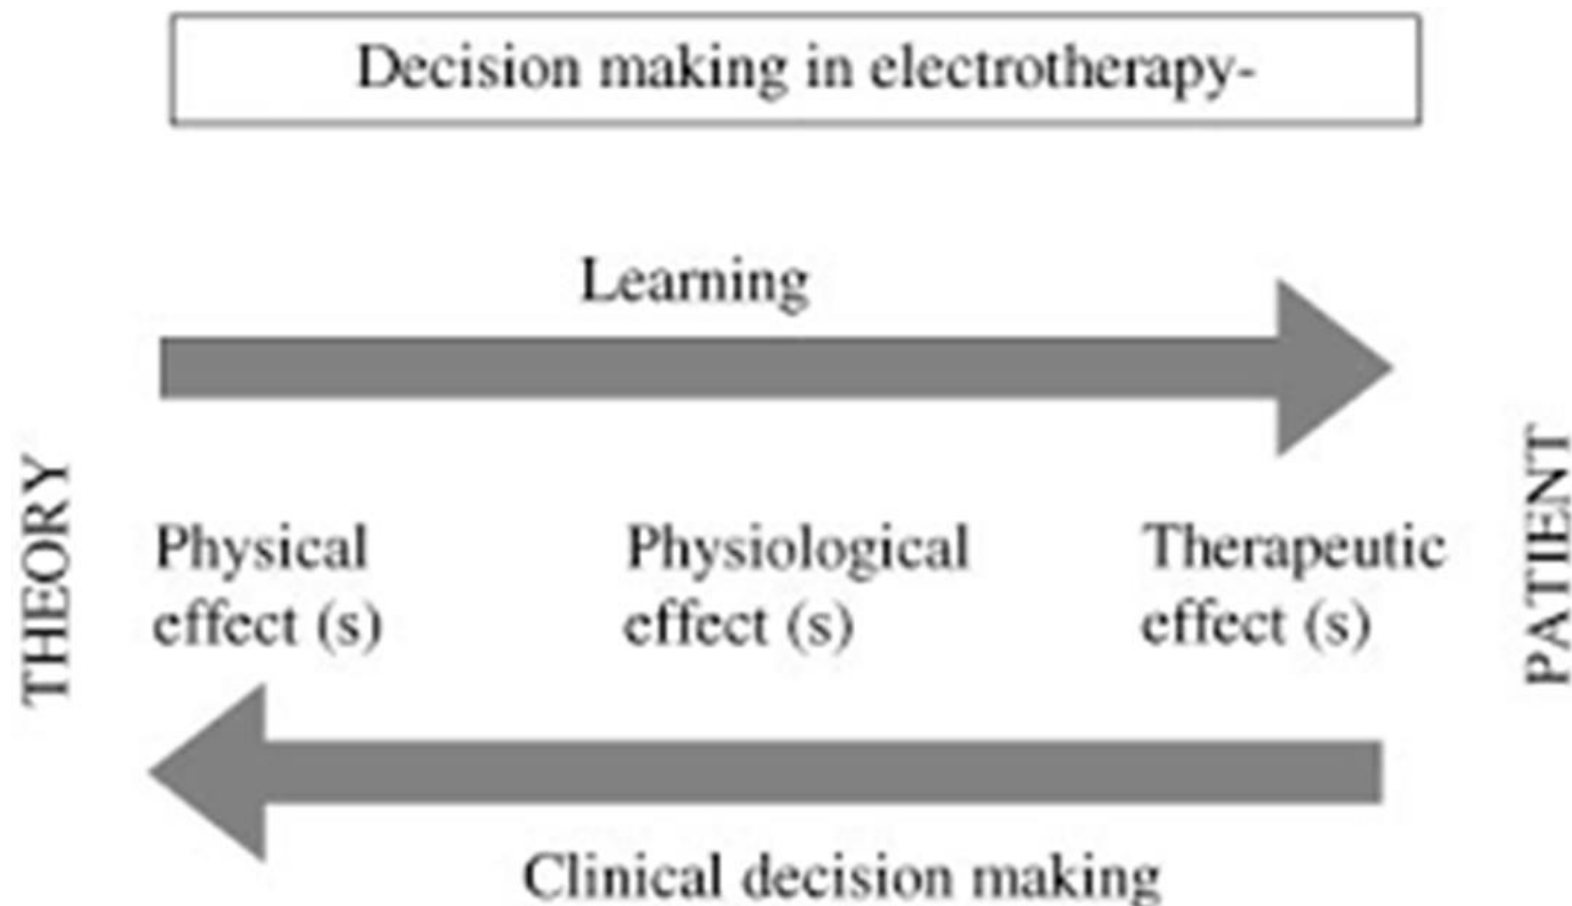 Decision making in electrotherapy-
Learning
THEORY
Physical
effect (s)
Physiological
effect (s)
Therapeutic
effect (s)
PATIENT
Clinical decision making